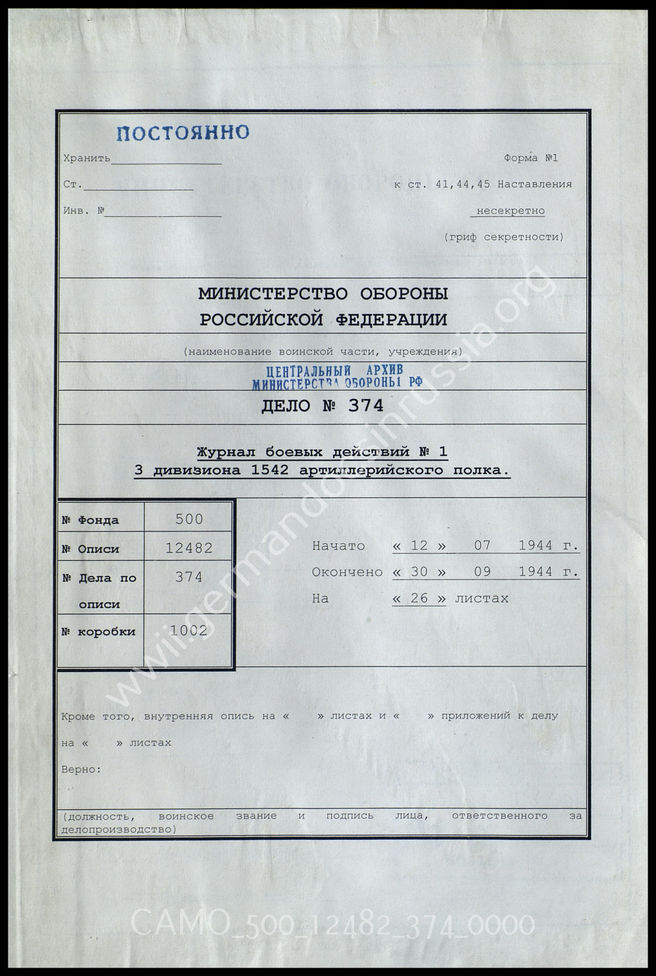 ПОСТОЯННО
Хранить
Форма №1
Ст.
к ст. 41,44,45 Наставления
Инв. №
несекретно
(гриф секретности)
МИНИСТЕРСТВО ОБОРОНЫ
РОССИЙСКОЙ ФЕДЕРАЦИИ
(наименование воинской части, учреждения)
ЦЕНТРАЛЬНЫЙ АРХИВ
МИНИСТЕРСТВА ОБОРОНЫ РФ
ДЕЛО № 374
Журнал боевых действий № 1
3 дивизиона 1542 артиллерийского полка.
№ Фонда 500
№ Описи 12482
№ Дела по описи 374
№ коробки 1002
Начато « 12 » 07 1944 г.
Окончено « 30 » 09 1944 г.
На « 26 » листах
Кроме того, внутренняя опись на « » листах и « » приложений к делу
на « » листах
Верно:
(должность, воинское звание и подпись лица, ответственного за
делопроизводство)
wwii.germandocsinrussia.org
CAMO_500_12482_374_0000